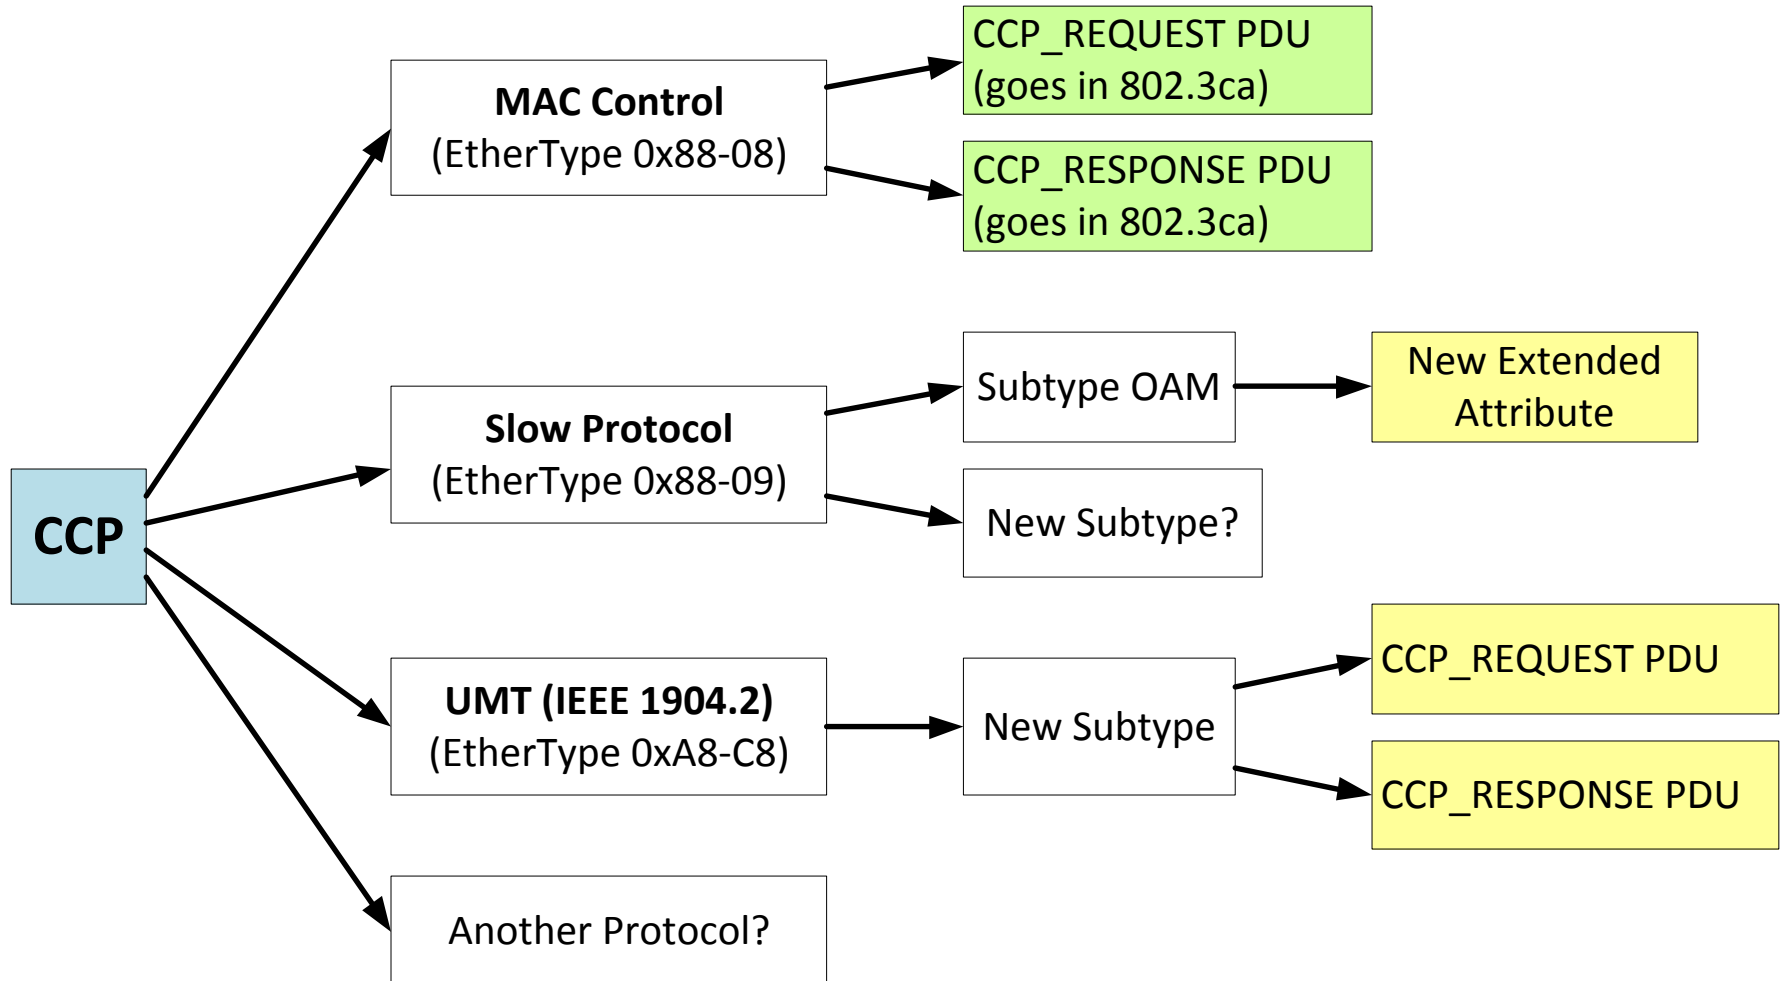 CCP_REQUEST PDU
(goes in 802.3ca)
MAC Control
(EtherType 0x88-08)
CCP_RESPONSE PDU
(goes in 802.3ca)
New Extended
Attribute
Subtype OAM
Slow Protocol
(EtherType 0x88-09)
New Subtype?
CCP
CCP_REQUEST PDU
UMT (IEEE 1904.2)
(EtherType 0xA8-C8)
New Subtype
CCP_RESPONSE PDU
Another Protocol?